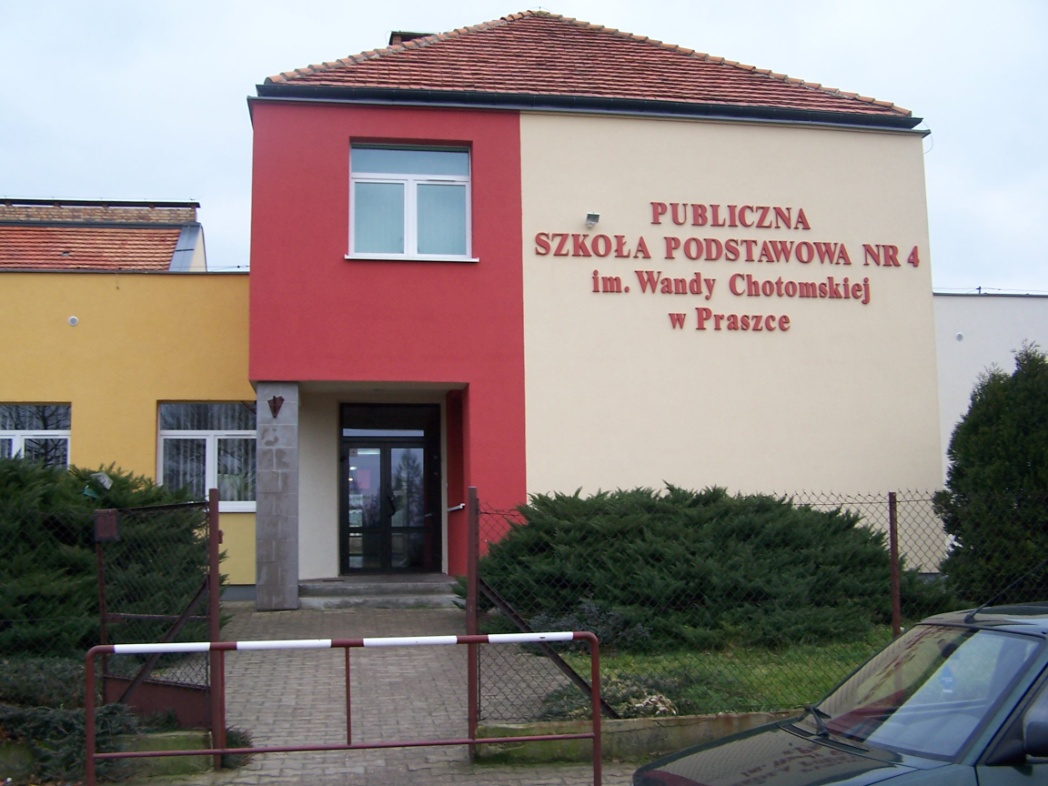 PUBLICZNA
SZKOŁA PODSTAWOWA NR 4
im. Wandy Chotomskiej
w Praszce